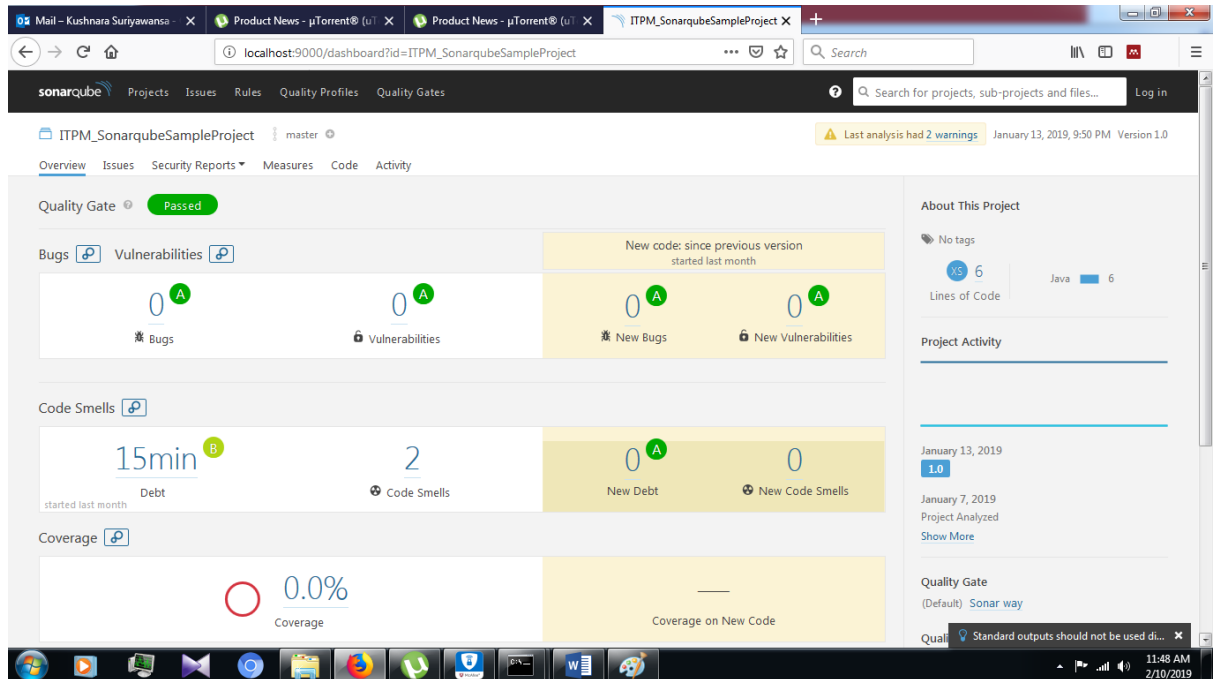 Mail – Kushnara Suriyawansa -
Product News - µTorrent® (uT
Product News - µTorrent® (uT
ITPM_SonarqubeSampleProject
localhost:9000/dashboard?id=ITPM_SonarqubeSampleProject
Search
sonarqube Projects Issues Rules Quality Profiles Quality Gates
Search for projects, sub-projects and files... Log in
ITPM_SonarqubeSampleProject master
Last analysis had 2 warnings January 13, 2019, 9:50 PM Version 1.0
Overview Issues Security Reports Measures Code Activity
Quality Gate Passed
Bugs Vulnerabilities
New code: since previous version
started last month
0 A
Bugs
0 A
Vulnerabilities
0 A
New Bugs
0 A
New Vulnerabilities
Code Smells
15min B
Debt
started last month
2
Code Smells
0 A
New Debt
0
New Code Smells
Coverage
0.0%
Coverage
Coverage on New Code
About This Project
No tags
XS 6
Lines of Code
Java 6
Project Activity
January 13, 2019
1.0
January 7, 2019
Project Analyzed
Show More
Quality Gate
(Default) Sonar way
Quali
Standard outputs should not be used di...
11:48 AM
2/10/2019